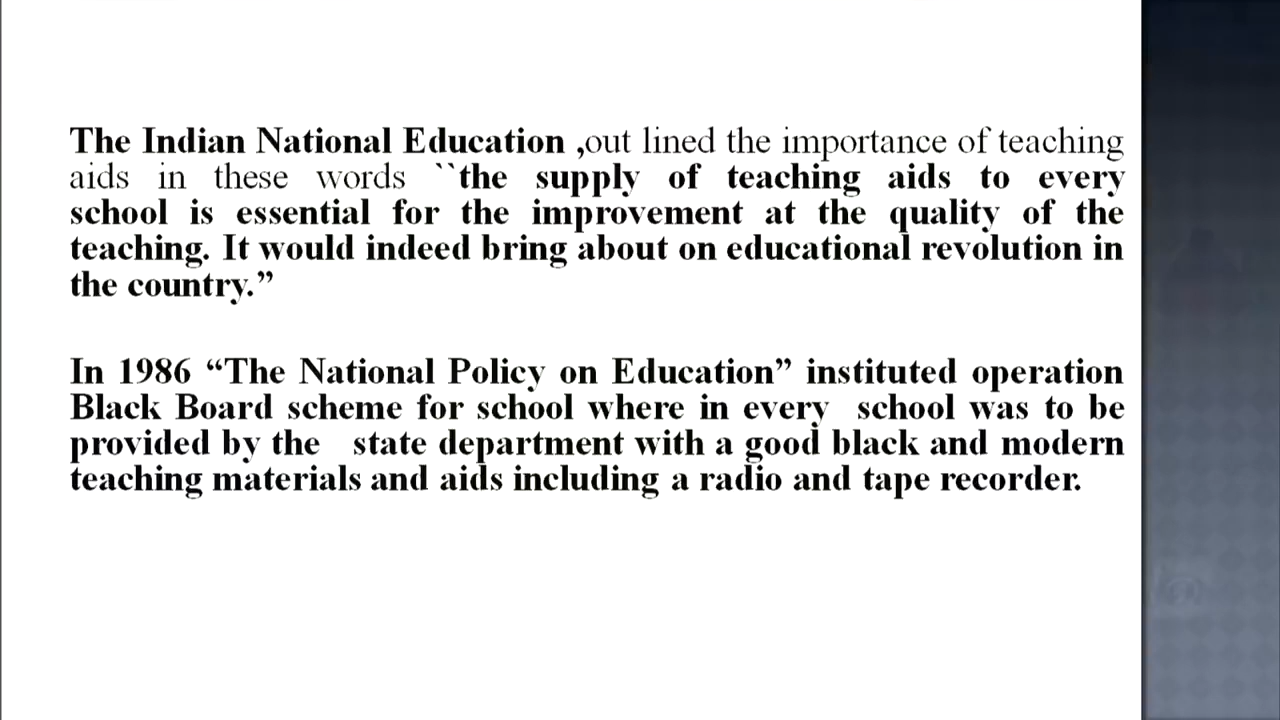 The Indian National Education ,out lined the importance of teaching
aids in these words ``the supply of teaching aids to every
school is essential for the improvement at the quality of the
teaching. It would indeed bring about on educational revolution in
the country.”
In 1986 “The National Policy on Education” instituted operation
Black Board scheme for school where in every school was to be
provided by the state department with a good black and modern
teaching materials and aids including a radio and tape recorder.